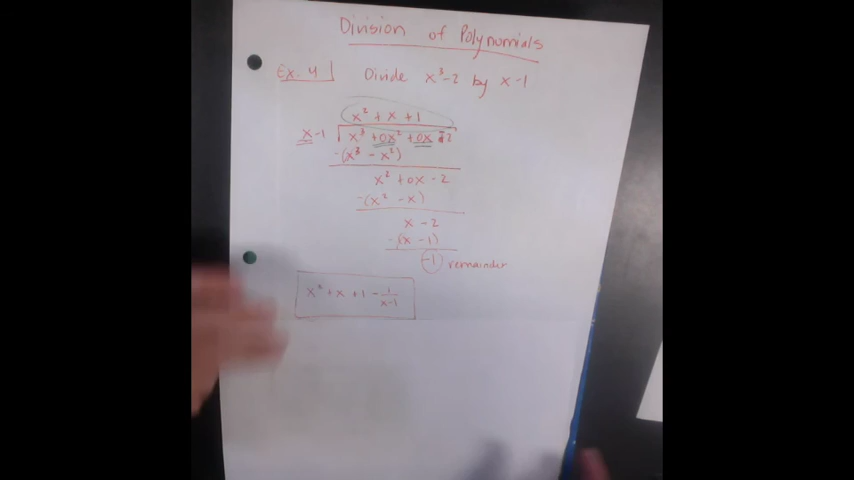 Division of Polynomials
Ex. 4 Divide x³-2 by x-1
x² + x + 1
x-1 x³ + 0x² + 0x - 2
-(x³ - x²)
x² + 0x - 2
-(x² - x)
x - 2
-(x - 1)
-1 remainder
x² + x + 1 - 1/(x-1)